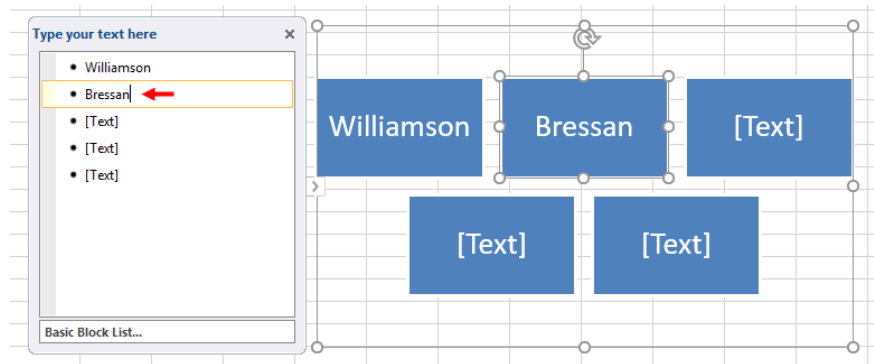 Type your text here
Williamson
Bressan
[Text]
[Text]
[Text]
Basic Block List...
Williamson
Bressan
[Text]
[Text]
[Text]